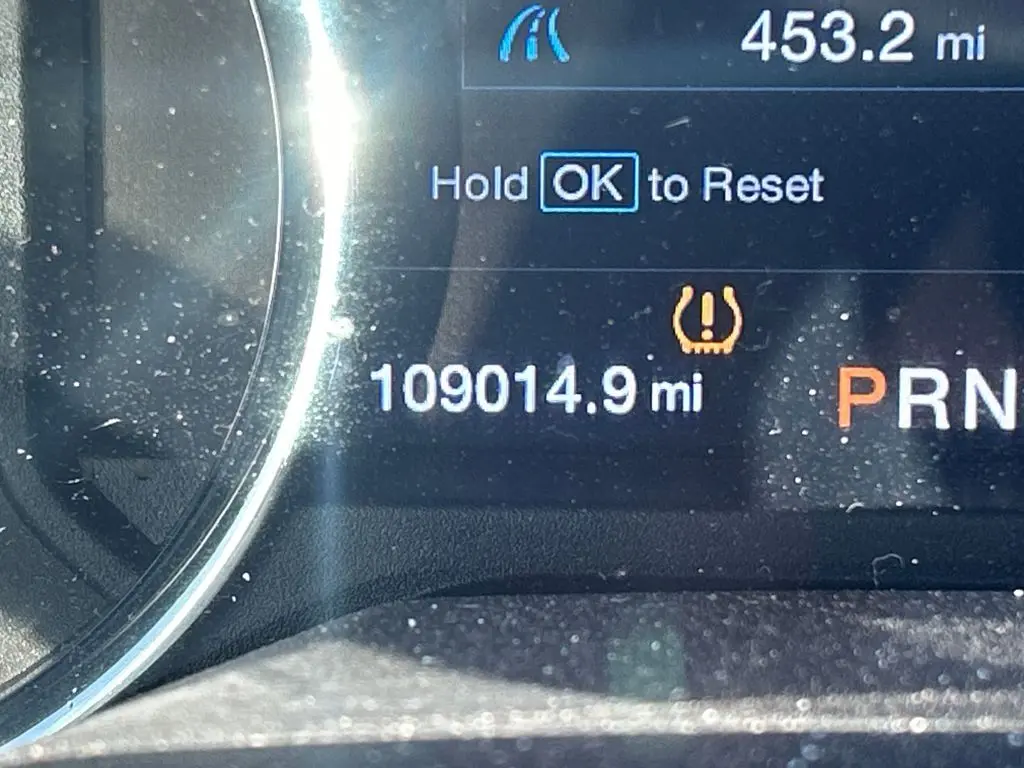 453.2 mi
Hold OK to Reset
109014.9 mi
PRN